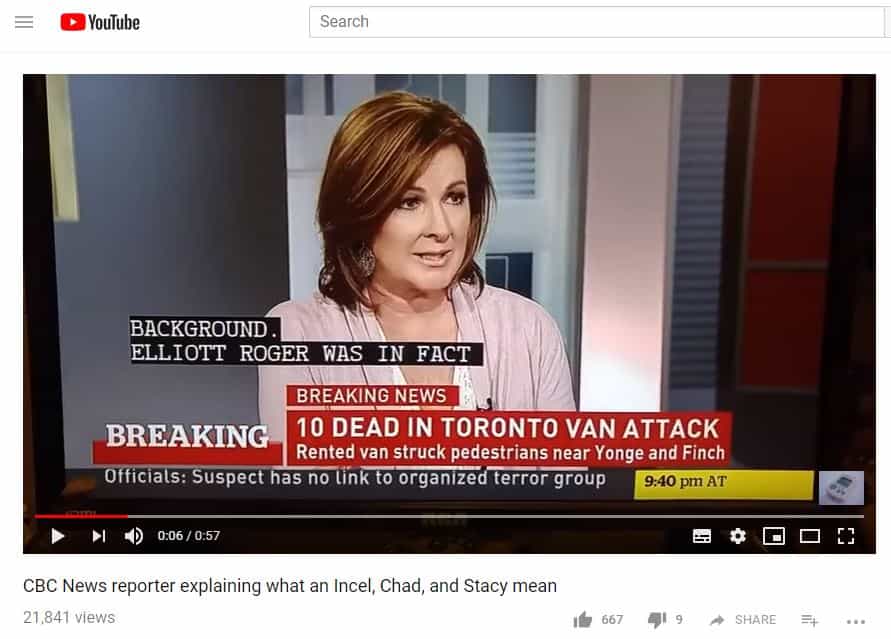 YouTube
Search
BACKGROUND.
ELLIOTT ROGER WAS IN FACT
BREAKING NEWS
BREAKING
10 DEAD IN TORONTO VAN ATTACK
Rented van struck pedestrians near Yonge and Finch
Officials: Suspect has no link to organized terror group
9:40 pm AT
RCA
0:06 / 0:57
CBC News reporter explaining what an Incel, Chad, and Stacy mean
21,841 views
667
9
SHARE